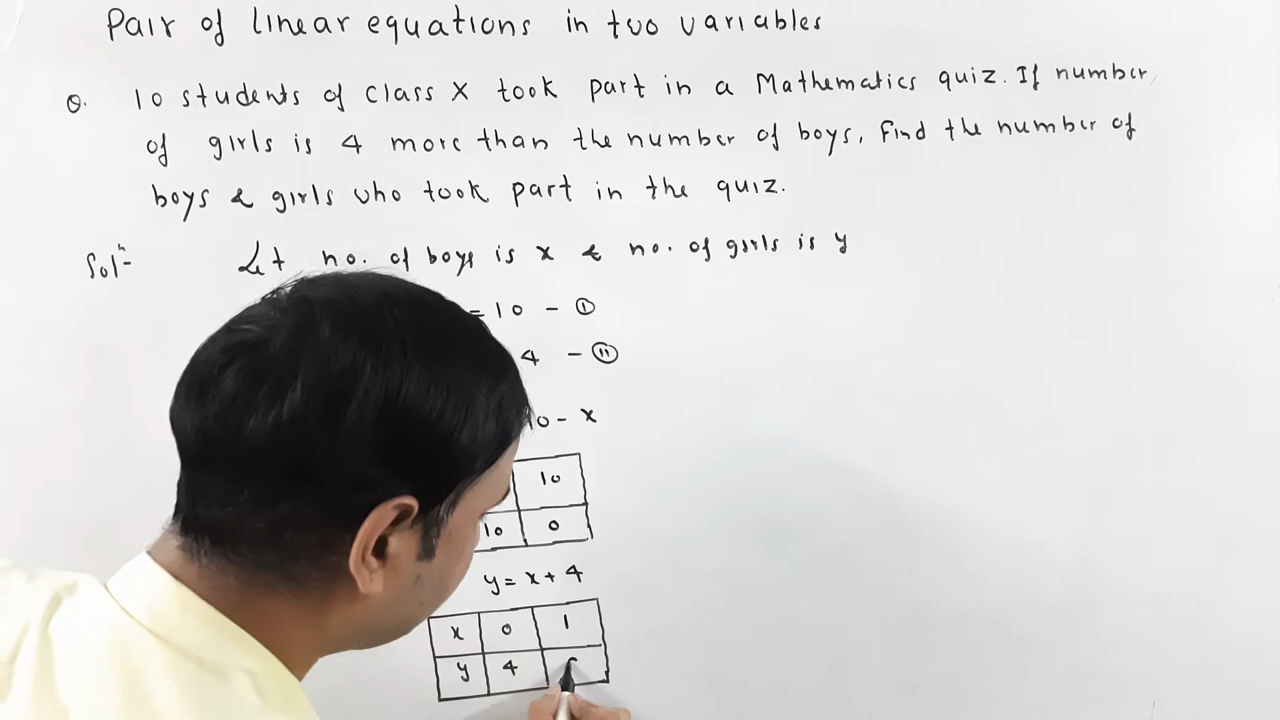 Pair of linear equations in two variables
Q. 10 students of class X took part in a Mathematics quiz. If number
of girls is 4 more than the number of boys, Find the number of
boys & girls who took part in the quiz.
Solⁿ- Let no. of boys is x & no. of girls is y
= 10 - ①
4 - ⑪
10 - x
10
10 0
y = x + 4
x 0 1
y 4